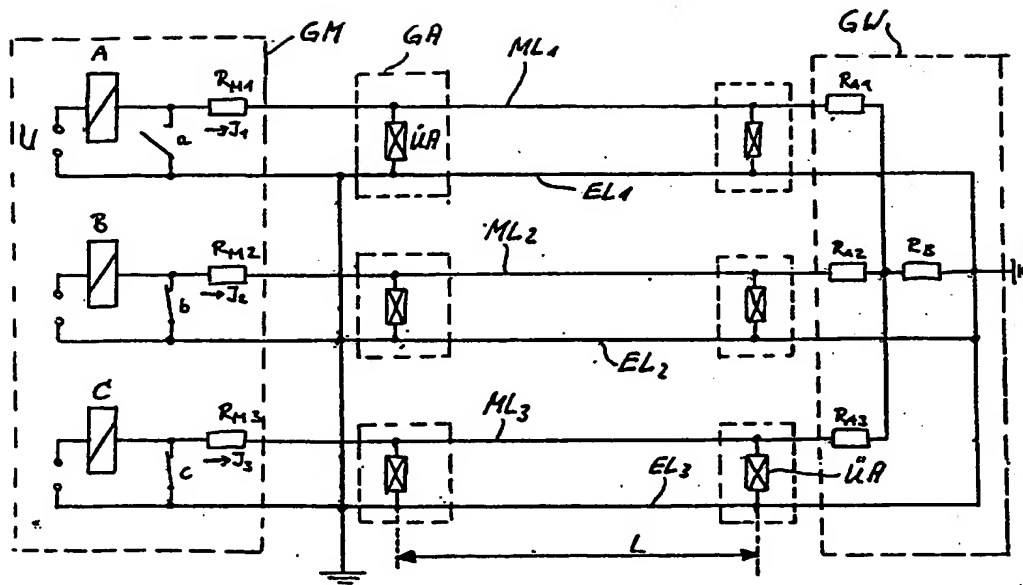 GM
GA
ML1
GW
A
RM1
RA1
U
→J1
a
ÜA
EL1
B
RM2
ML2
RA2
RB
→J2
b
EL2
C
RM3
ML3
RA3
→J3
c
EL3
ÜA
L